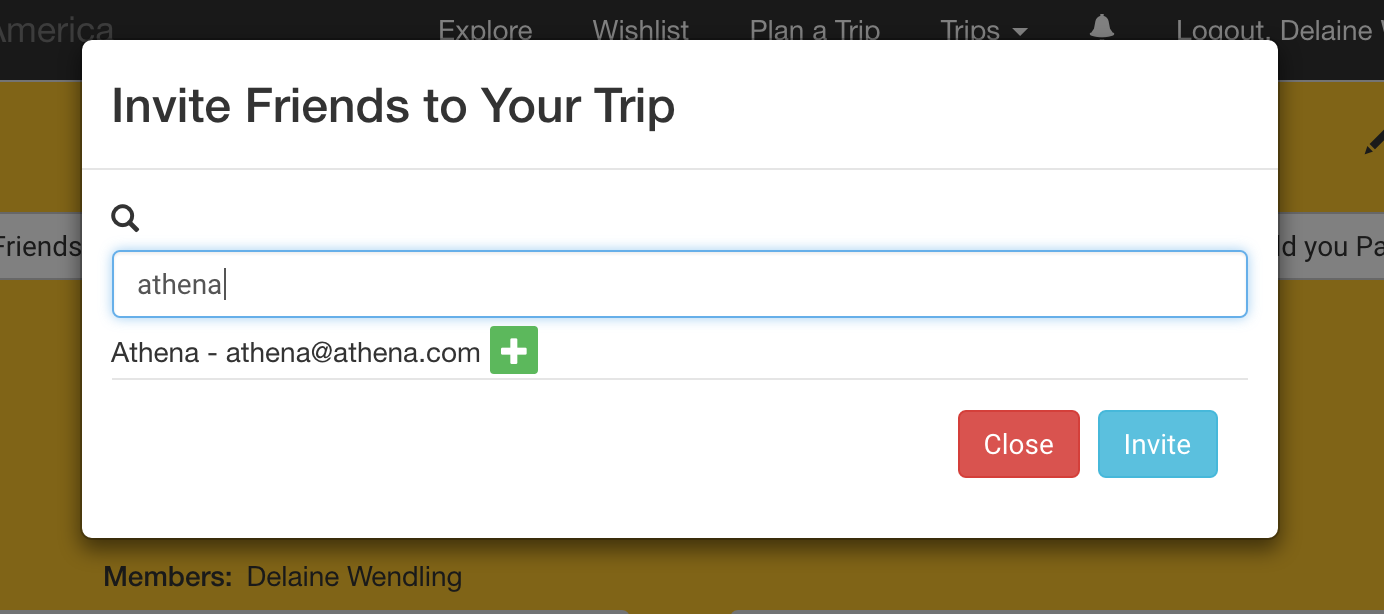 America Explore Wishlist Plan a Trip Trips Logout, Delaine
Invite Friends to Your Trip
Friends
athena
ld you Pa
Athena - athena@athena.com
Close Invite
Members: Delaine Wendling